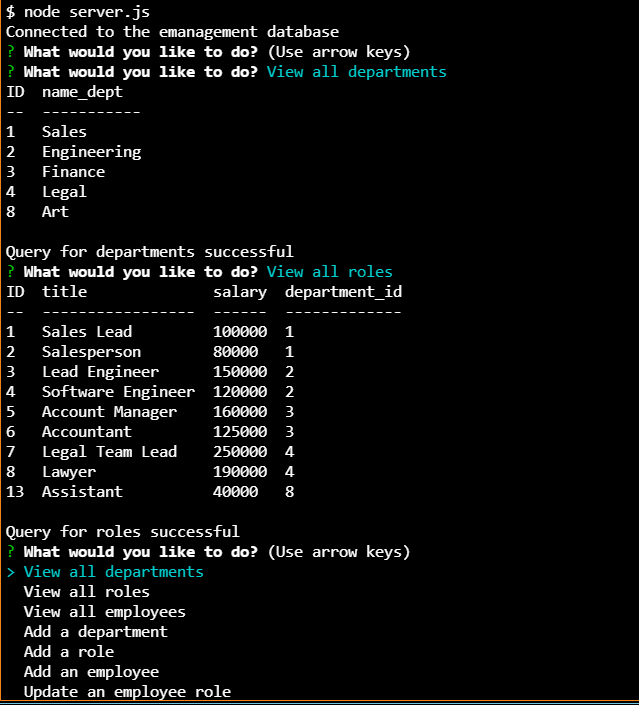 $ node server.js
Connected to the emanagement database
? What would you like to do? (Use arrow keys)
? What would you like to do? View all departments
ID  name_dept
--  -----------
1   Sales
2   Engineering
3   Finance
4   Legal
8   Art
Query for departments successful
? What would you like to do? View all roles
ID  title              salary  department_id
--  -----------------  ------  -------------
1   Sales Lead         100000  1
2   Salesperson        80000   1
3   Lead Engineer      150000  2
4   Software Engineer  120000  2
5   Account Manager    160000  3
6   Accountant         125000  3
7   Legal Team Lead    250000  4
8   Lawyer             190000  4
13  Assistant          40000   8
Query for roles successful
? What would you like to do? (Use arrow keys)
> View all departments
  View all roles
  View all employees
  Add a department
  Add a role
  Add an employee
  Update an employee role